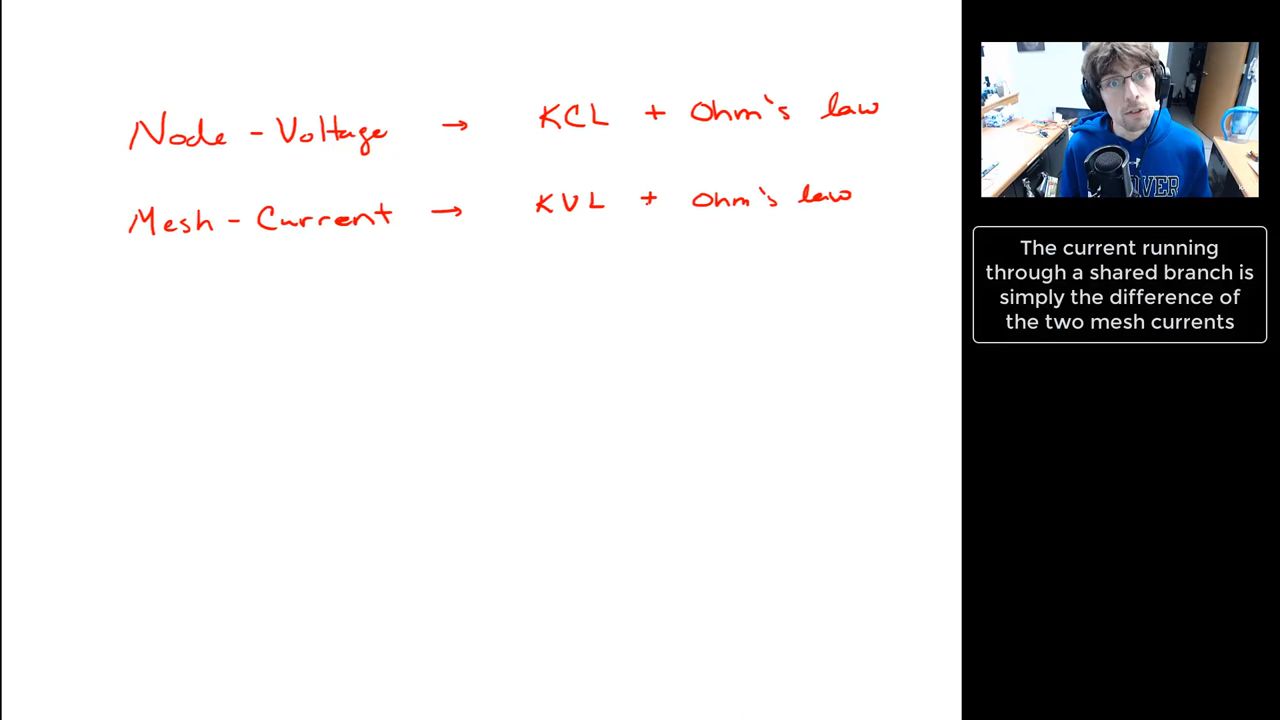 Node - Voltage → KCL + Ohm's law
Mesh - Current → KVL + Ohm's law
The current running
through a shared branch is
simply the difference of
the two mesh currents